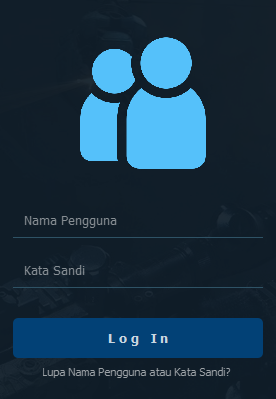 Nama Pengguna
Kata Sandi
Log In
Lupa Nama Pengguna atau Kata Sandi?